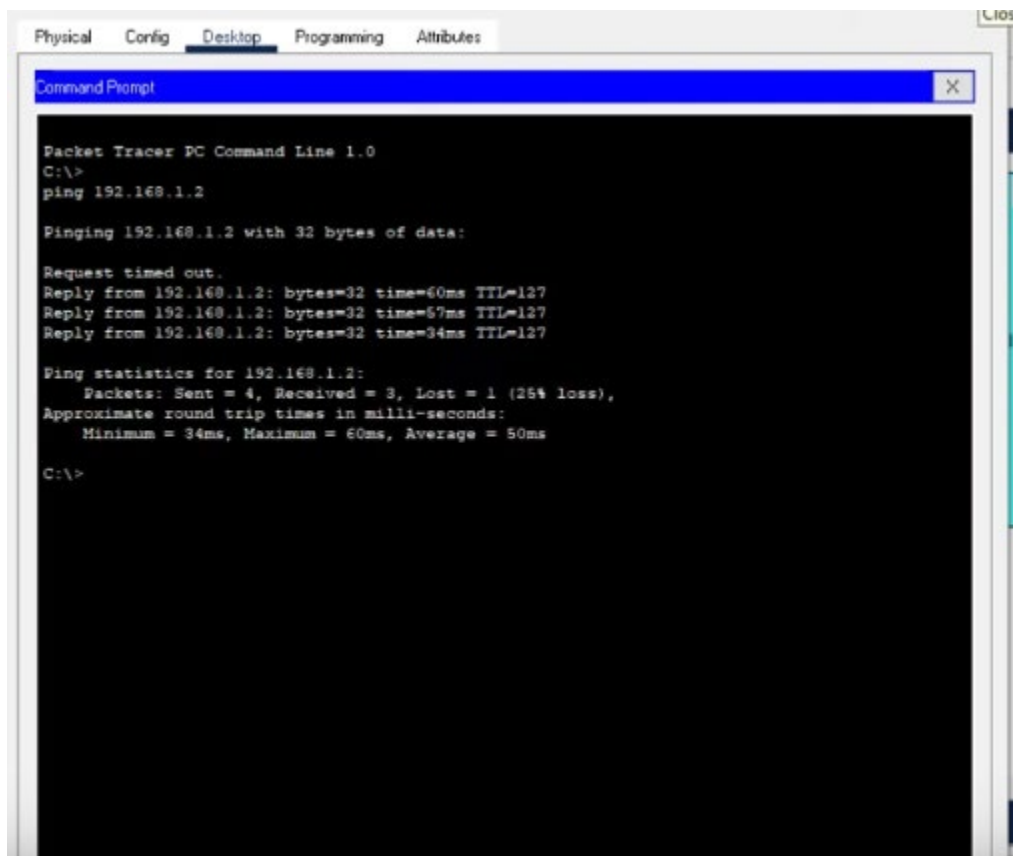 Clos
Physical Config Desktop Programming Attributes
Command Prompt
X
Packet Tracer PC Command Line 1.0
C:\>
ping 192.168.1.2
Pinging 192.168.1.2 with 32 bytes of data:
Request timed out.
Reply from 192.168.1.2: bytes=32 time=60ms TTL=127
Reply from 192.168.1.2: bytes=32 time=57ms TTL=127
Reply from 192.168.1.2: bytes=32 time=34ms TTL=127
Ping statistics for 192.168.1.2:
Packets: Sent = 4, Received = 3, Lost = 1 (25% loss),
Approximate round trip times in milli-seconds:
Minimum = 34ms, Maximum = 60ms, Average = 50ms
C:\>